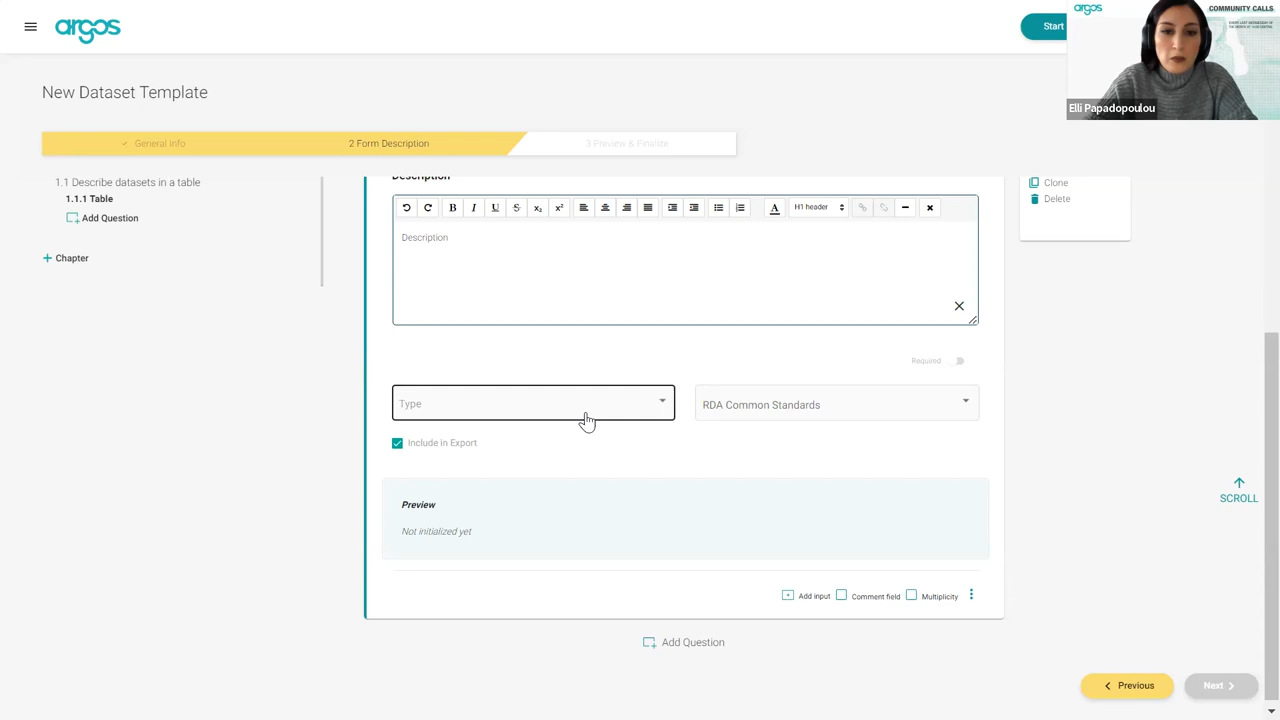 argos
Start
argos
COMMUNITY CALLS
Elli Papadopoulou
New Dataset Template
General Info
2 Form Description
3 Preview & Finalize
1.1 Describe datasets in a table
1.1.1 Table
Add Question
+ Chapter
Description
B I U S x₂ x² A H1 header
Description
Clone
Delete
Required
Type
RDA Common Standards
Include in Export
Preview
Not initialized yet
Add input
Comment field
Multiplicity
Add Question
SCROLL
Previous
Next